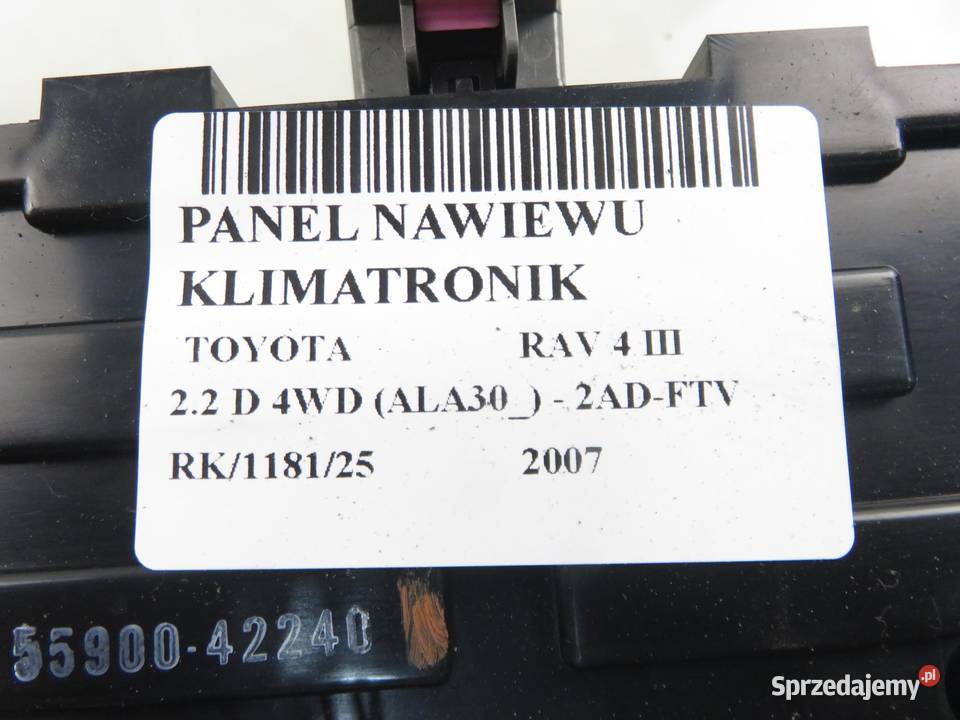 PANEL NAWIEWU
KLIMATRONIK
TOYOTA RAV 4 III
2.2 D 4WD (ALA30_) - 2AD-FTV
RK/1181/25 2007
55900-42240
Sprzedajemy.pl